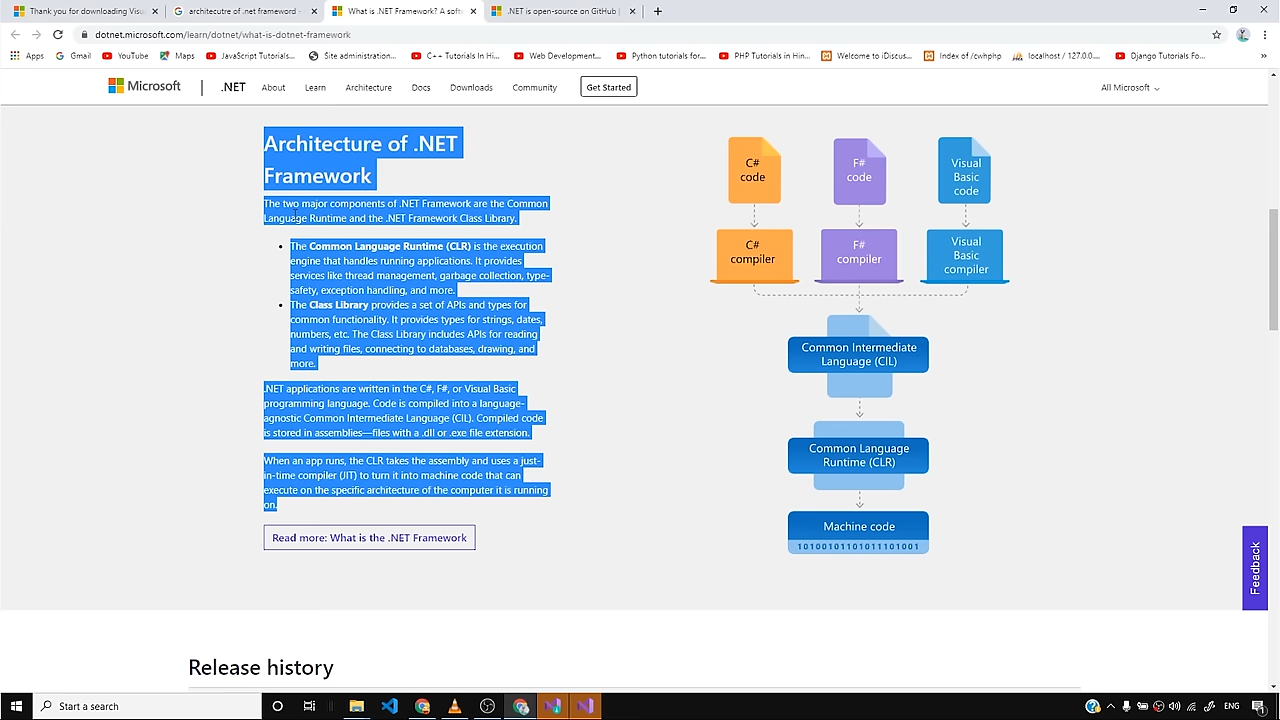 Thank you for downloading Visu
architecutre of .net frameword -
What is .NET Framework? A soft
.NET is open-source on GitHub |
dotnet.microsoft.com/learn/dotnet/what-is-dotnet-framework
Apps
Gmail
YouTube
Maps
JavaScript Tutorials...
Site administration...
C++ Tutorials In Hi...
Web Development...
Python tutorials for...
PHP Tutorials in Hin...
Welcome to iDiscus...
Index of /cwhphp
localhost / 127.0.0....
Django Tutorials Fo...
»
Microsoft
.NET
About
Learn
Architecture
Docs
Downloads
Community
Get Started
All Microsoft
Architecture of .NET
Framework
The two major components of .NET Framework are the Common
Language Runtime and the .NET Framework Class Library.
• The Common Language Runtime (CLR) is the execution
engine that handles running applications. It provides
services like thread management, garbage collection, type-
safety, exception handling, and more.
• The Class Library provides a set of APIs and types for
common functionality. It provides types for strings, dates,
numbers, etc. The Class Library includes APIs for reading
and writing files, connecting to databases, drawing, and
more.
.NET applications are written in the C#, F#, or Visual Basic
programming language. Code is compiled into a language-
agnostic Common Intermediate Language (CIL). Compiled code
is stored in assemblies—files with a .dll or .exe file extension.
When an app runs, the CLR takes the assembly and uses a just-
in-time compiler (JIT) to turn it into machine code that can
execute on the specific architecture of the computer it is running
on.
Read more: What is the .NET Framework
C#
code
F#
code
Visual
Basic
code
C#
compiler
F#
compiler
Visual
Basic
compiler
Common Intermediate
Language (CIL)
Common Language
Runtime (CLR)
Machine code
10100101101011101001
Feedback
Release history
Start a search
ENG